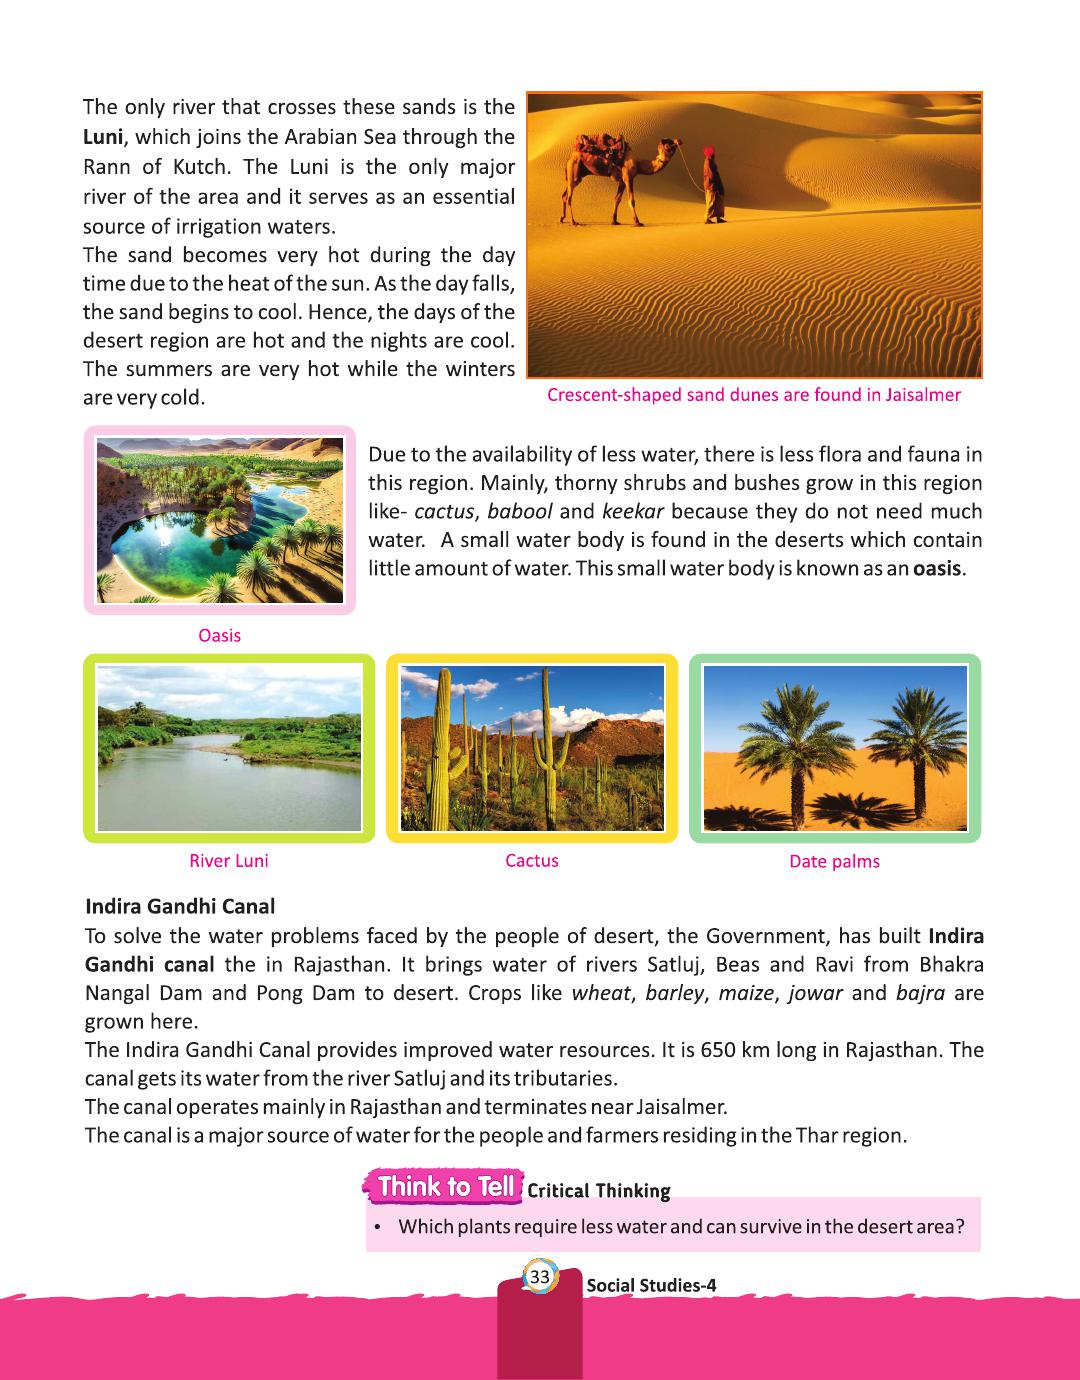 The only river that crosses these sands is the
Luni, which joins the Arabian Sea through the
Rann of Kutch. The Luni is the only major
river of the area and it serves as an essential
source of irrigation waters.
The sand becomes very hot during the day
time due to the heat of the sun. As the day falls,
the sand begins to cool. Hence, the days of the
desert region are hot and the nights are cool.
The summers are very hot while the winters
are very cold.
Crescent-shaped sand dunes are found in Jaisalmer
Due to the availability of less water, there is less flora and fauna in
this region. Mainly, thorny shrubs and bushes grow in this region
like- cactus, babool and keekar because they do not need much
water. A small water body is found in the deserts which contain
little amount of water. This small water body is known as an oasis.
Oasis
River Luni
Cactus
Date palms
Indira Gandhi Canal
To solve the water problems faced by the people of desert, the Government, has built Indira
Gandhi canal the in Rajasthan. It brings water of rivers Satluj, Beas and Ravi from Bhakra
Nangal Dam and Pong Dam to desert. Crops like wheat, barley, maize, jowar and bajra are
grown here.
The Indira Gandhi Canal provides improved water resources. It is 650 km long in Rajasthan. The
canal gets its water from the river Satluj and its tributaries.
The canal operates mainly in Rajasthan and terminates near Jaisalmer.
The canal is a major source of water for the people and farmers residing in the Thar region.
Think to Tell Critical Thinking
• Which plants require less water and can survive in the desert area?
33
Social Studies-4